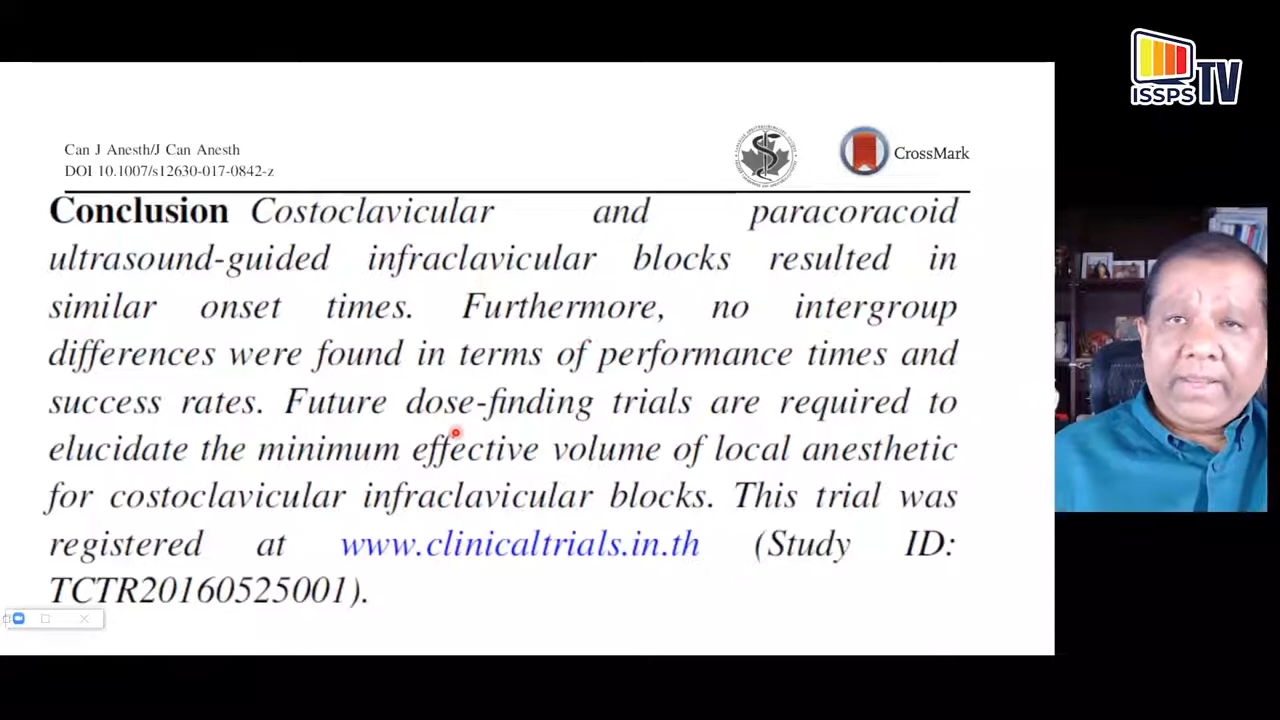 ISSPS TV
Can J Anesth/J Can Anesth
DOI 10.1007/s12630-017-0842-z
CrossMark
Conclusion Costoclavicular and paracoracoid
ultrasound-guided infraclavicular blocks resulted in
similar onset times. Furthermore, no intergroup
differences were found in terms of performance times and
success rates. Future dose-finding trials are required to
elucidate the minimum effective volume of local anesthetic
for costoclavicular infraclavicular blocks. This trial was
registered at www.clinicaltrials.in.th (Study ID:
TCTR20160525001).